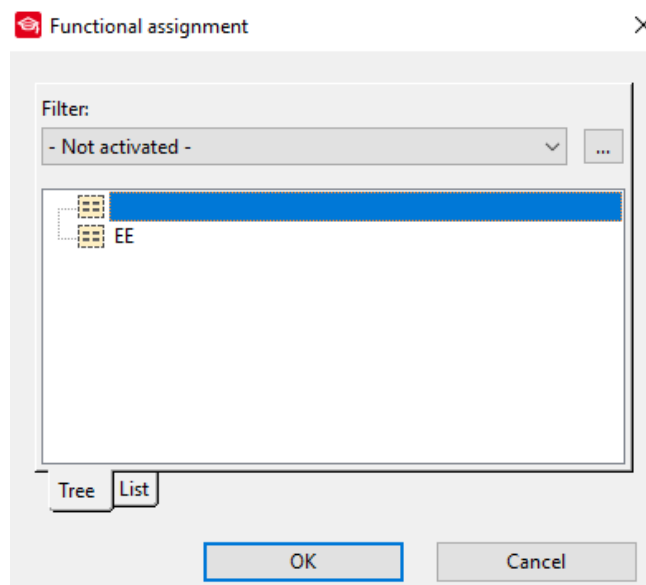 Functional assignment
Filter:
- Not activated -
...
EE
Tree
List
OK
Cancel